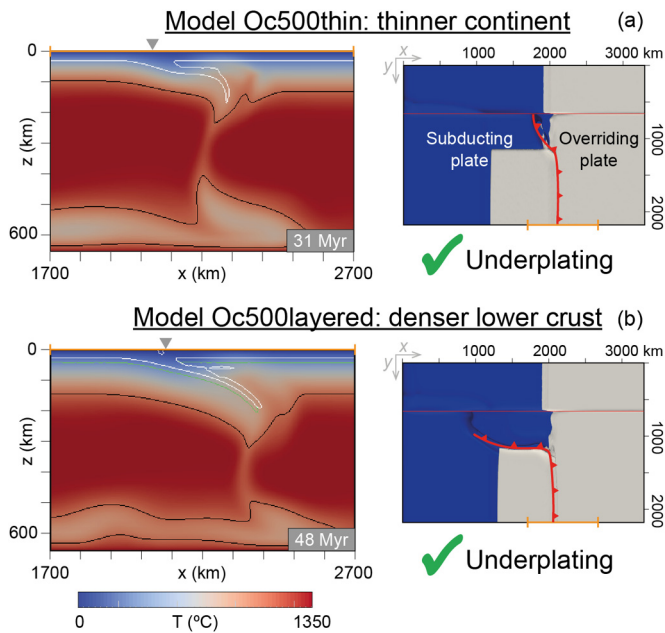 Model Oc500thin: thinner continent (a)
0
z (km)
600
31 Myr
1700 x (km) 2700
x
y
1000 2000 km
Subducting plate
Overriding plate
1000
2000
✓ Underplating
Model Oc500layered: denser lower crust (b)
0
z (km)
600
48 Myr
1700 x (km) 2700
x
y
1000 2000 3000 km
1000
2000
✓ Underplating
0 T (ºC) 1350